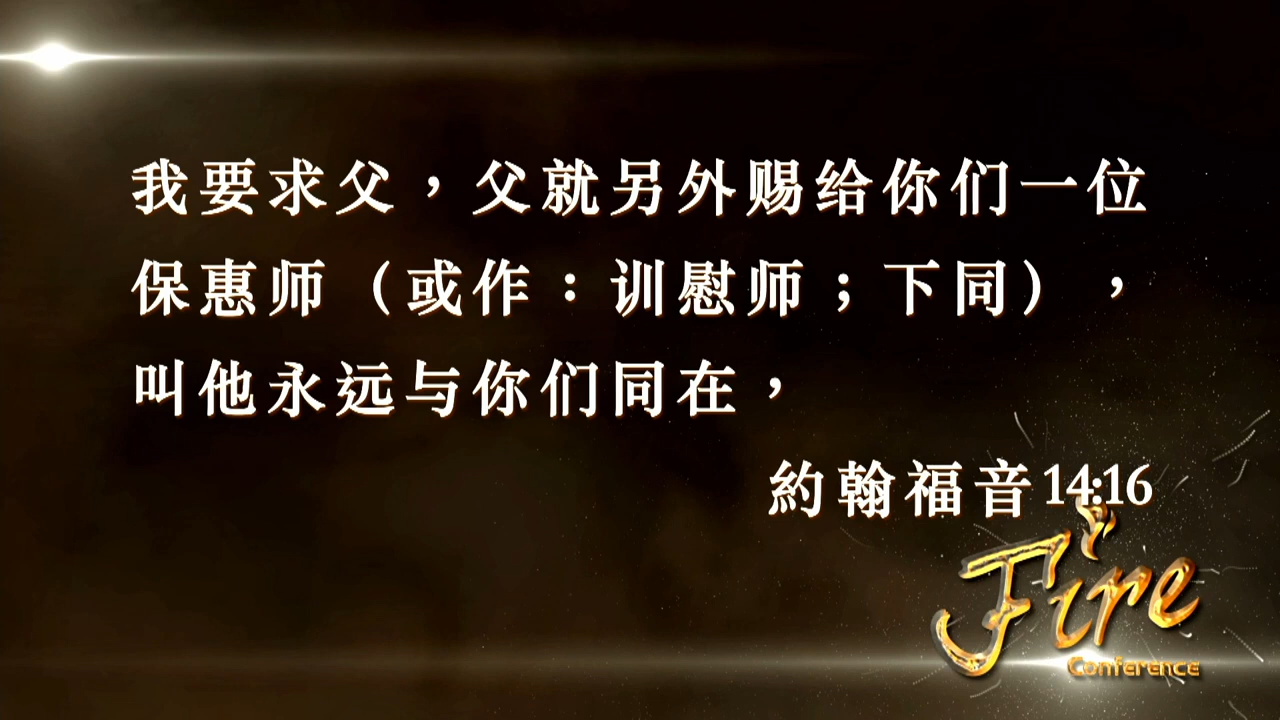 我要求父，父就另外赐给你们一位
保惠师（或作：训慰师；下同），
叫他永远与你们同在，
約翰福音14:16
Fire
Conference